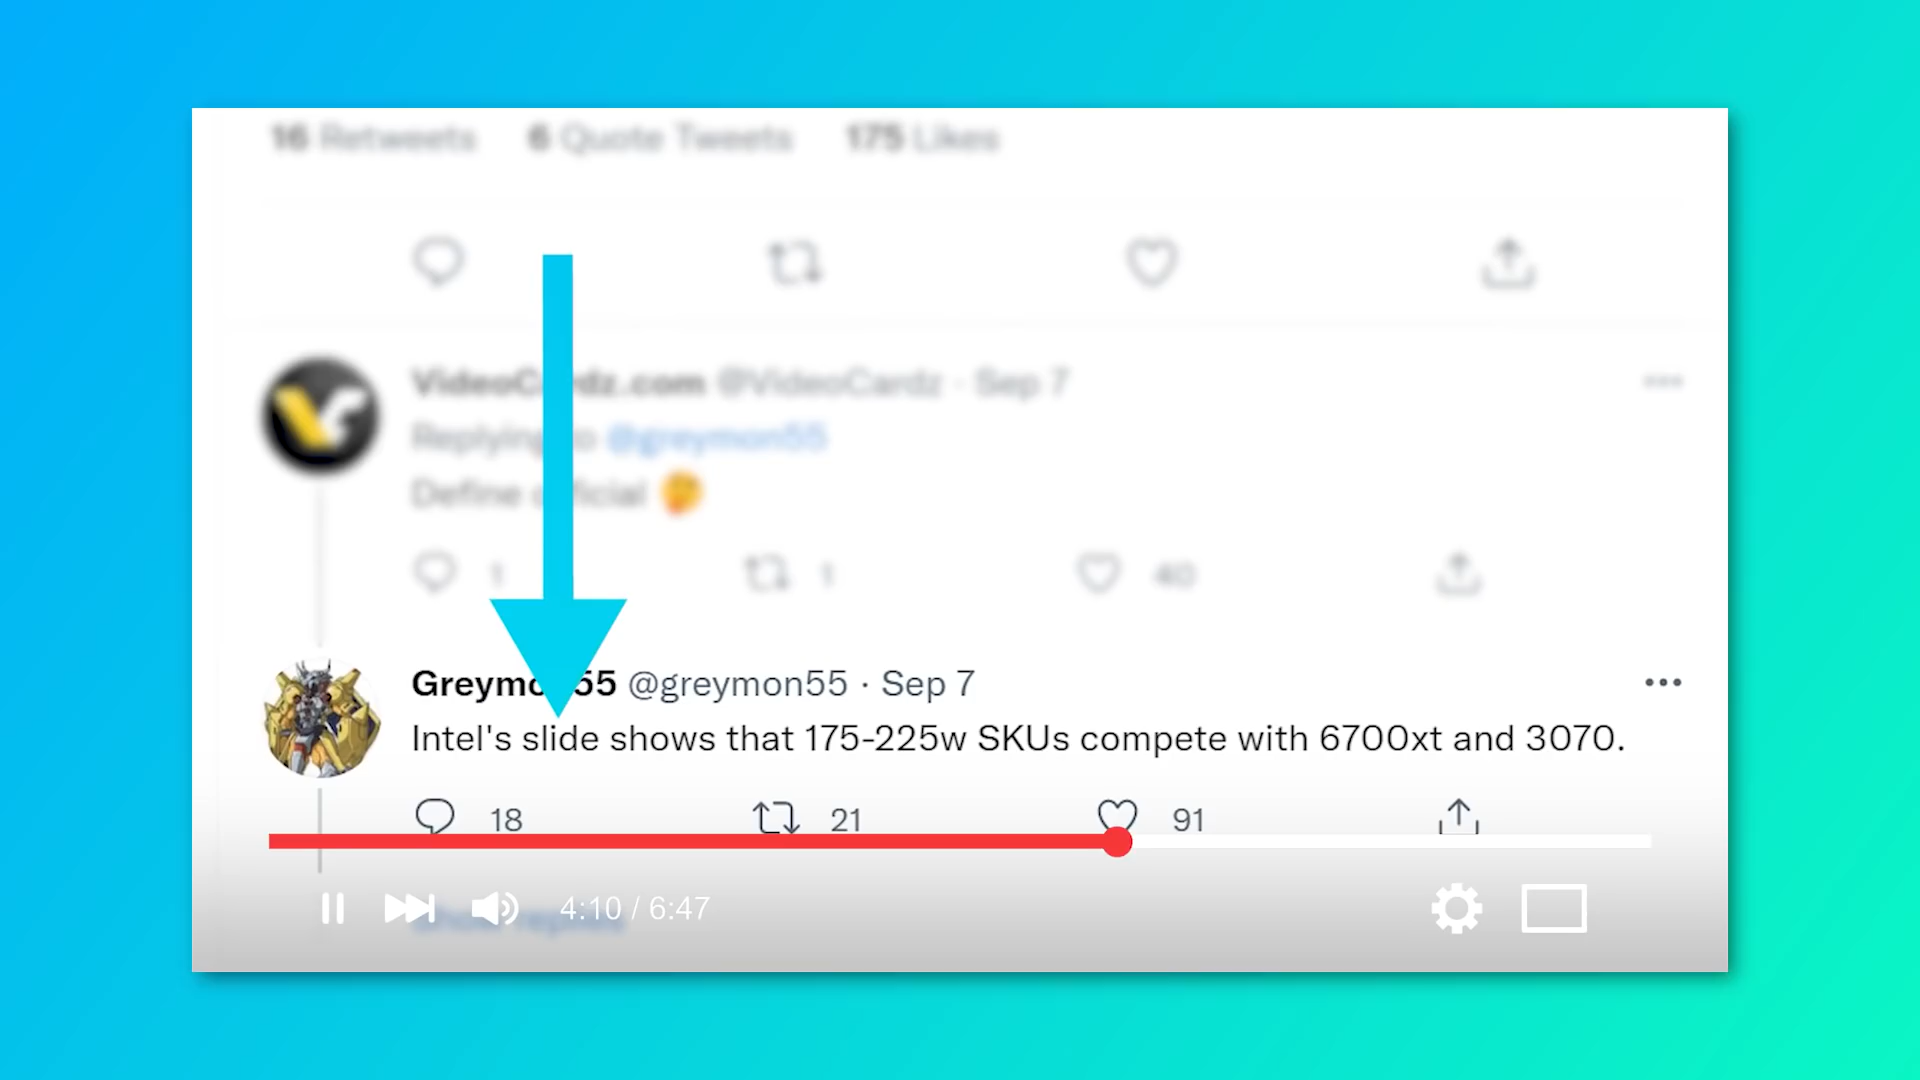 16 Retweets 6 Quote Tweets 175 Likes
VideoCardz.com @VideoCardz · Sep 7
Replying to @greymon55
Define official
1 1 40
Greymon55 @greymon55 · Sep 7
Intel's slide shows that 175-225w SKUs compete with 6700xt and 3070.
18 21 91
Show replies
4:10 / 6:47